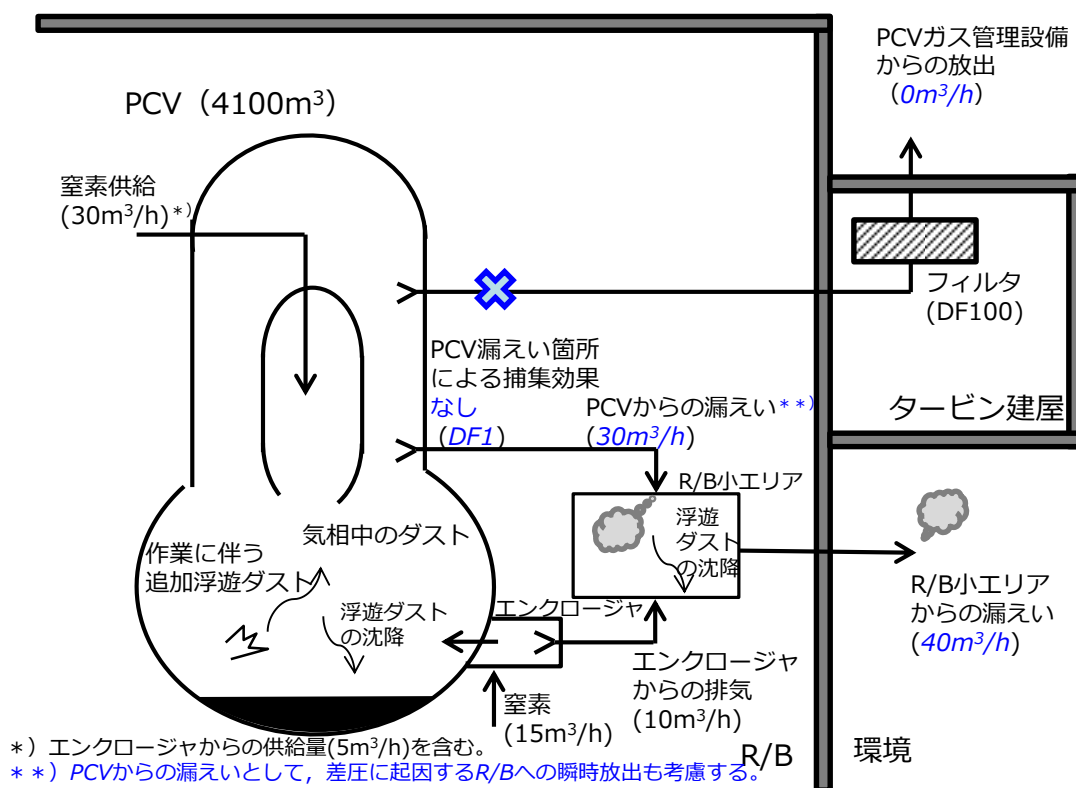 PCVガス管理設備
からの放出
（0m³/h）
PCV（4100m³）
窒素供給
(30m³/h)*）
フィルタ
(DF100)
PCV漏えい箇所
による捕集効果
なし
（DF1）
PCVからの漏えい**）
(30m³/h)
タービン建屋
R/B小エリア
浮遊
ダスト
の沈降
気相中のダスト
作業に伴う
追加浮遊ダスト
浮遊ダスト
の沈降
エンクロージャ
R/B小エリア
からの漏えい
(40m³/h)
エンクロージャ
からの排気
(10m³/h)
窒素
(15m³/h)
R/B
環境
*）エンクロージャからの供給量(5m³/h)を含む。
**）PCVからの漏えいとして，差圧に起因するR/Bへの瞬時放出も考慮する。